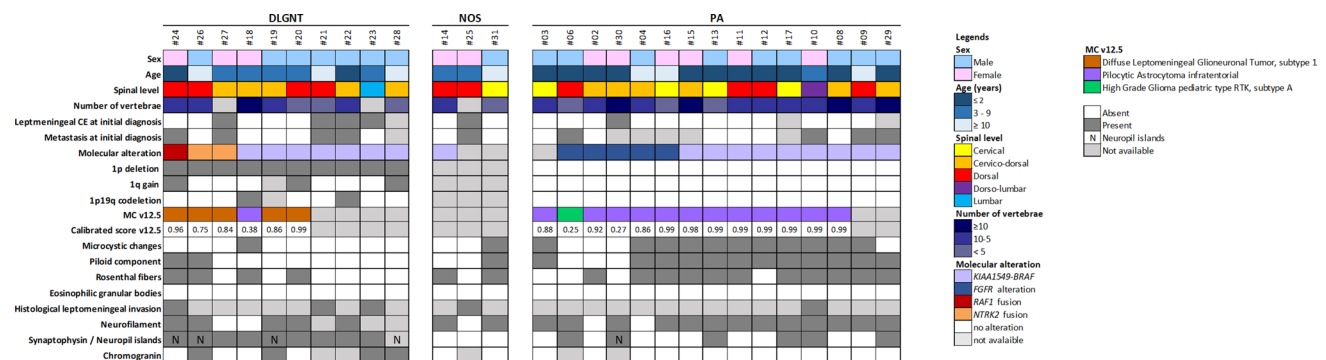 DLGNT NOS PA
#24 #26 #27 #18 #19 #20 #21 #22 #23 #28 #14 #25 #31 #03 #06 #02 #30 #04 #16 #15 #13 #11 #12 #17 #10 #08 #09 #29
Sex
Age
Spinal level
Number of vertebrae
Leptomeningeal CE at initial diagnosis
Metastasis at initial diagnosis
Molecular alteration
1p deletion
1q gain
1p19q codeletion
MC v12.5
Calibrated score v12.5 0.96 0.75 0.84 0.38 0.86 0.99 0.88 0.25 0.92 0.27 0.86 0.99 0.98 0.99 0.99 0.99 0.99 0.99 0.99
Microcystic changes
Piloid component
Rosenthal fibers
Eosinophilic granular bodies
Histological leptomeningeal invasion
Neurofilament
Synaptophysin / Neuropil islands N N N N N
Chromogranin
Legends
Sex
Male
Female
Age (years)
≤ 2
3 - 9
≥ 10
Spinal level
Cervical
Cervico-dorsal
Dorsal
Dorso-lumbar
Lumbar
Number of vertebrae
≥10
10-5
< 5
Molecular alteration
KIAA1549-BRAF
FGFR alteration
RAF1 fusion
NTRK2 fusion
no alteration
not avalaible
MC v12.5
Diffuse Leptomeningeal Glioneuronal Tumor, subtype 1
Pilocytic Astrocytoma infratentorial
High Grade Glioma pediatric type RTK, subtype A
Absent
Present
N Neuropil islands
Not available